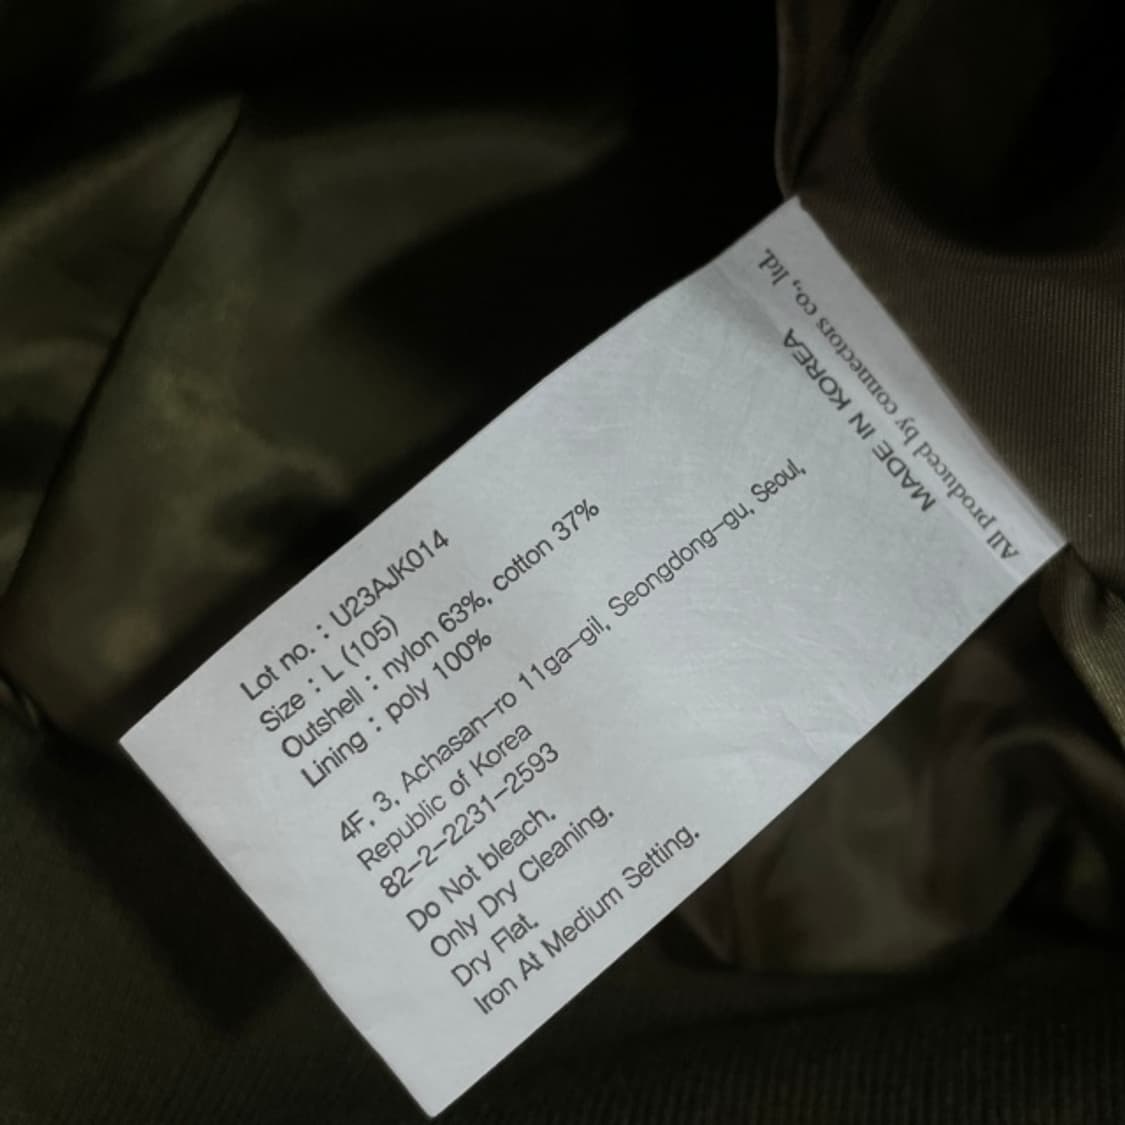 All produced by connectors co., ltd.
MADE IN KOREA
Lot no. : U23AJK014
Size : L (105)
Outshell : nylon 63%, cotton 37%
Lining : poly 100%
4F, 3, Achasan-ro 11ga-gil, Seongdong-gu, Seoul,
Republic of Korea
82-2-2231-2593
Do Not bleach.
Only Dry Cleaning.
Dry Flat.
Iron At Medium Setting.